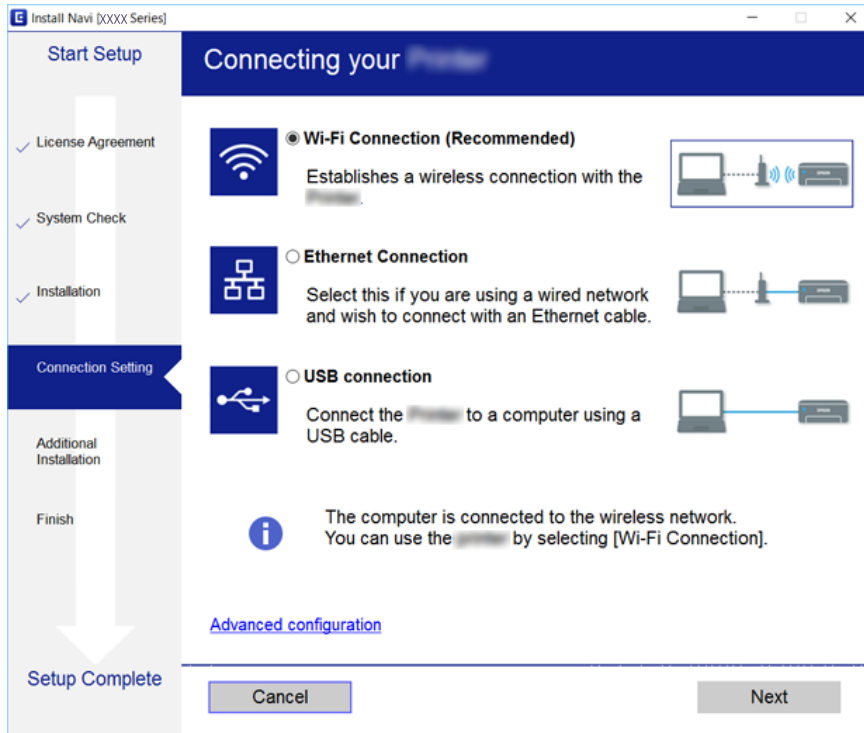 Install Navi [XXXX Series]
Start Setup
License Agreement
System Check
Installation
Connection Setting
Additional
Installation
Finish
Setup Complete
Connecting your
Wi-Fi Connection (Recommended)
Establishes a wireless connection with the
.
Ethernet Connection
Select this if you are using a wired network
and wish to connect with an Ethernet cable.
USB connection
Connect the to a computer using a
USB cable.
The computer is connected to the wireless network.
You can use the by selecting [Wi-Fi Connection].
Advanced configuration
Cancel
Next